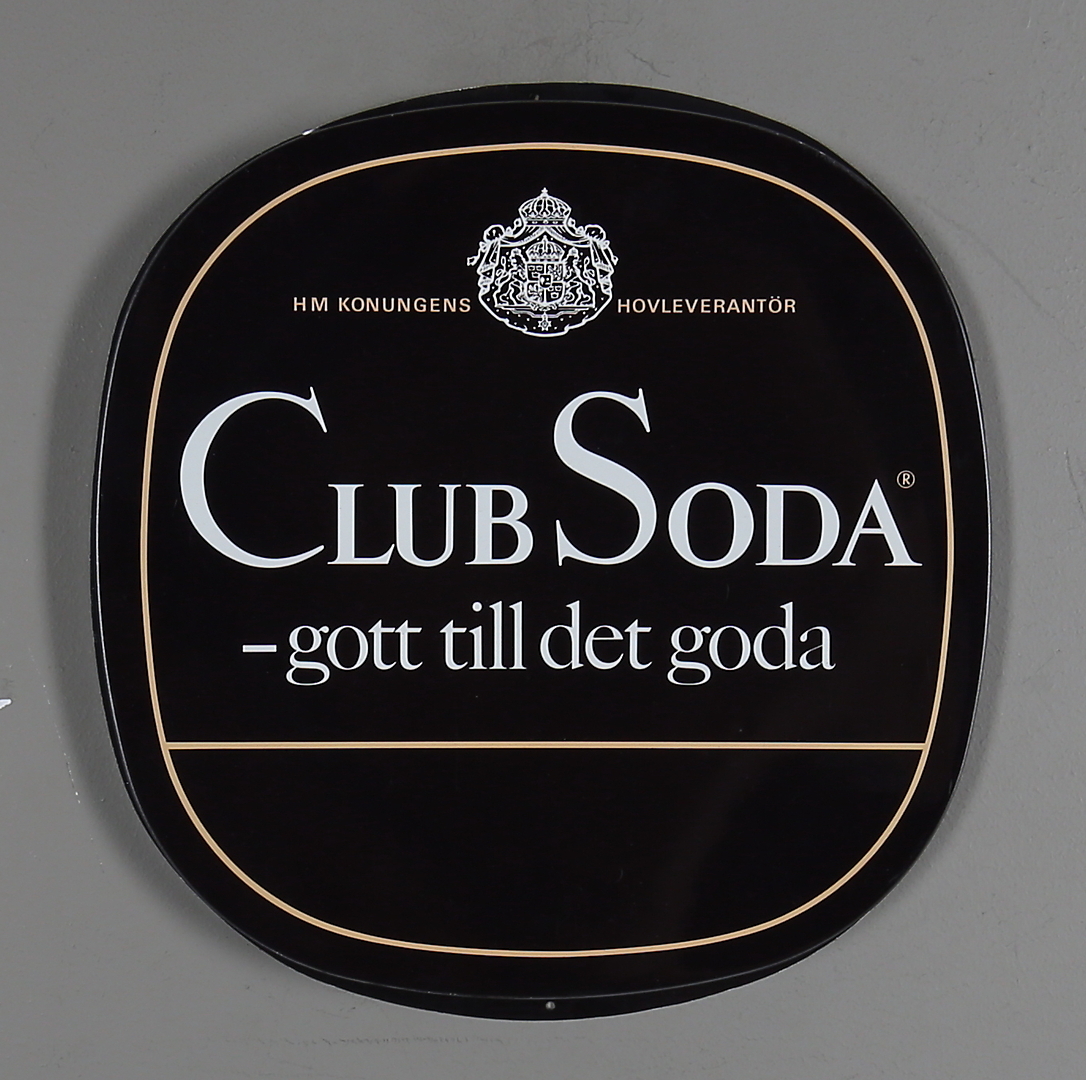 HM KONUNGENS HOVLEVERANTÖR
CLUB SODA®
–gott till det goda